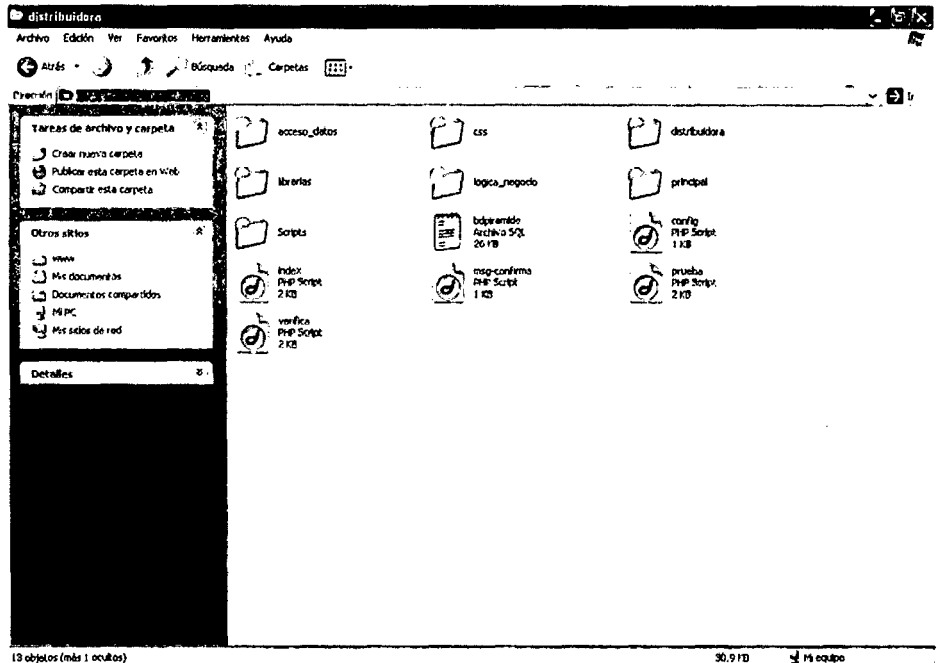 distribuidora
Archivo Edición Ver Favoritos Herramientas Ayuda
Atrás Búsqueda Carpetas
Dirección Ir
Tareas de archivo y carpeta
Crear nueva carpeta
Publicar esta carpeta en Web
Compartir esta carpeta
Otros sitios
www
Mis documentos
Documentos compartidos
Mi PC
Mis sitios de red
Detalles
acceso_datos css distribuidora
librerias logica_negocio principal
Scripts bdpiramide config
Archivo SQL PHP Script
26 KB 1 KB
index msg-confirma prueba
PHP Script PHP Script PHP Script
2 KB 1 KB 2 KB
verifica
PHP Script
2 KB
13 objetos (más 1 ocultos) 30,9 KB Mi equipo